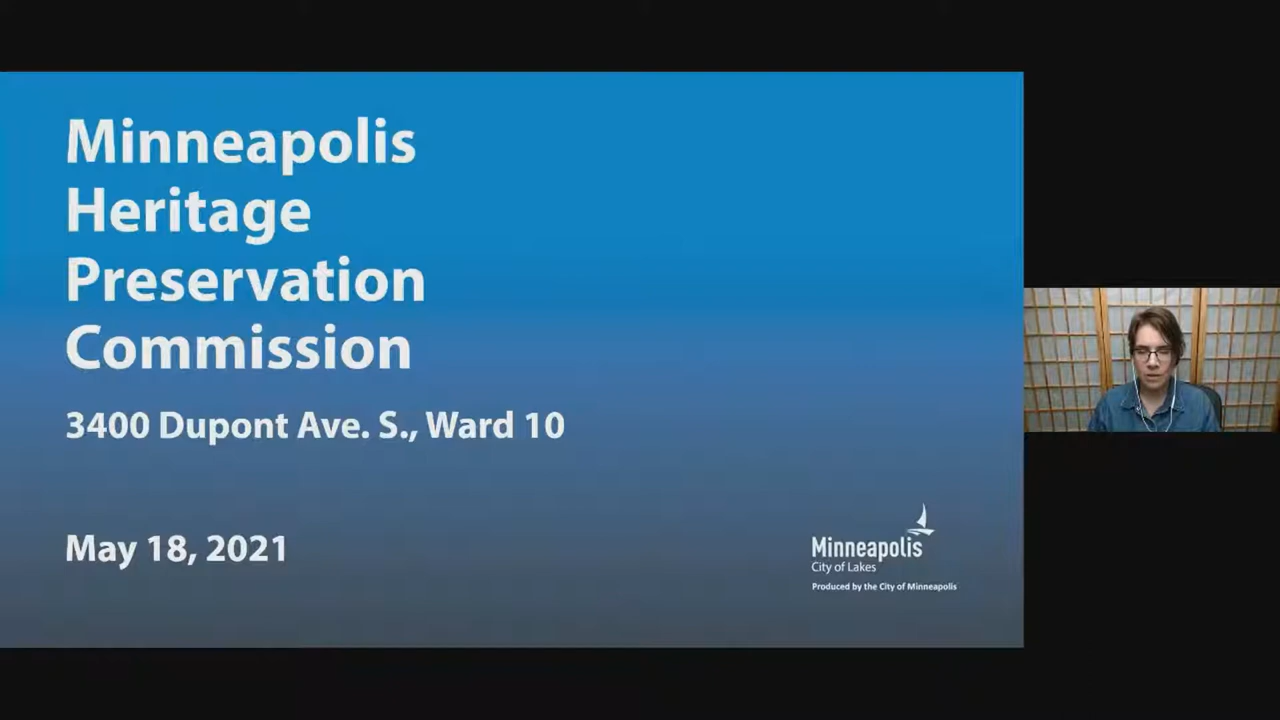 Minneapolis
Heritage
Preservation
Commission
3400 Dupont Ave. S., Ward 10
May 18, 2021
Minneapolis
City of Lakes
Produced by the City of Minneapolis